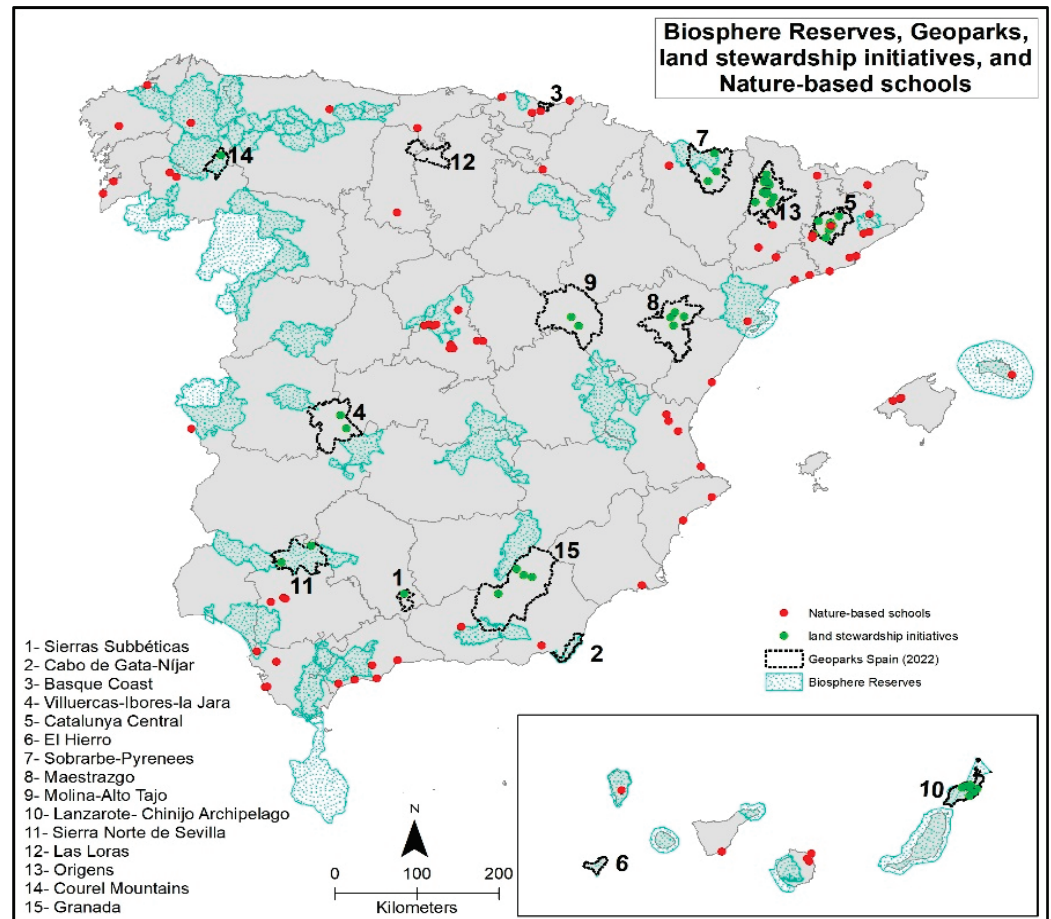 Biosphere Reserves, Geoparks,
land stewardship initiatives, and
Nature-based schools
3
7
14
12
13
5
9
8
4
15
1
11
2
Nature-based schools
land stewardship initiatives
Geoparks Spain (2022)
Biosphere Reserves
1- Sierras Subbéticas
2- Cabo de Gata-Níjar
3- Basque Coast
4- Villuercas-Ibores-la Jara
5- Catalunya Central
6- El Hierro
7- Sobrarbe-Pyrenees
8- Maestrazgo
9- Molina-Alto Tajo
10- Lanzarote- Chinijo Archipelago
11- Sierra Norte de Sevilla
12- Las Loras
13- Origens
14- Courel Mountains
15- Granada
N
0 100 200
Kilometers
10
6